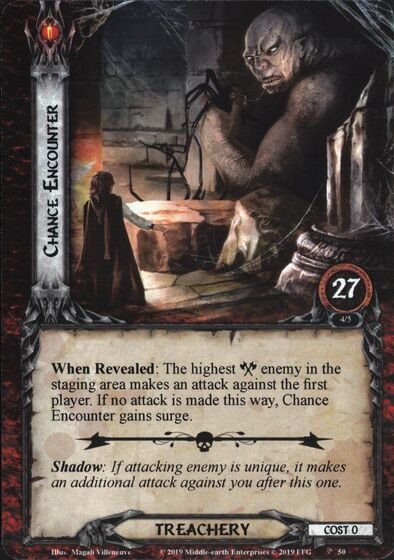 CHANCE ENCOUNTER
27
4/5
When Revealed: The highest enemy in the
staging area makes an attack against the first
player. If no attack is made this way, Chance
Encounter gains surge.
Shadow: If attacking enemy is unique, it makes
an additional attack against you after this one.
TREACHERY
COST 0
Illus. Magali Villeneuve © 2019 Middle-earth Enterprises © 2019 FFG 50